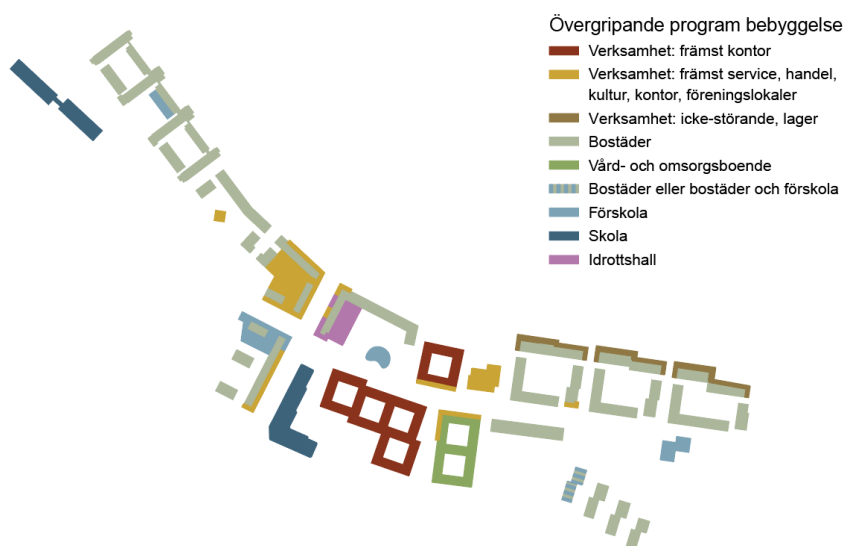 Övergripande program bebyggelse
Verksamhet: främst kontor
Verksamhet: främst service, handel,
kultur, kontor, föreningslokaler
Verksamhet: icke-störande, lager
Bostäder
Vård- och omsorgsboende
Bostäder eller bostäder och förskola
Förskola
Skola
Idrottshall